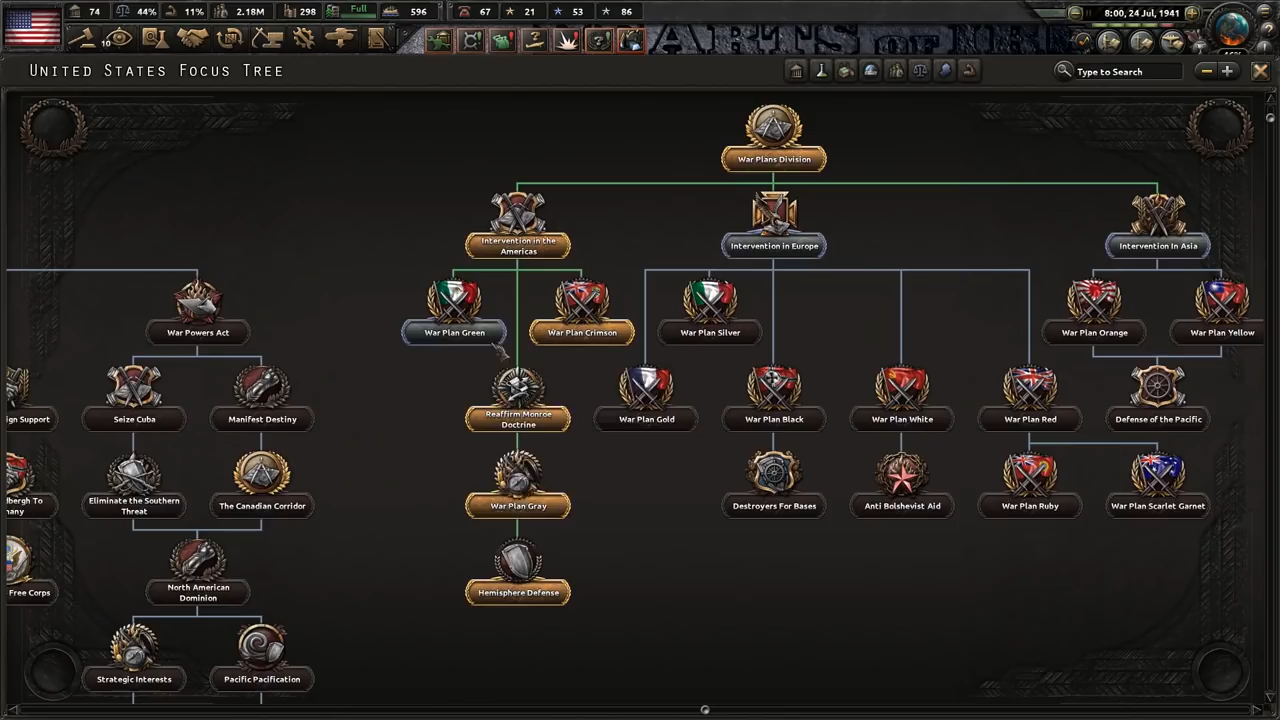 74 44% 11% 2.18M 298 Full 596 67 21 53 86 8:00, 24 Jul, 1941
10
United States Focus Tree
Type to Search
War Plans Division
Intervention in the
Americas
Intervention in Europe
Intervention In Asia
War Powers Act
War Plan Green
War Plan Crimson
War Plan Silver
War Plan Orange
War Plan Yellow
ign Support
Seize Cuba
Manifest Destiny
Reaffirm Monroe
Doctrine
War Plan Gold
War Plan Black
War Plan White
War Plan Red
Defense of the Pacific
dbergh To
many
Eliminate the Southern
Threat
The Canadian Corridor
War Plan Gray
Destroyers For Bases
Anti Bolshevist Aid
War Plan Ruby
War Plan Scarlet Garnet
Free Corps
North American
Dominion
Hemisphere Defense
Strategic Interests
Pacific Pacification